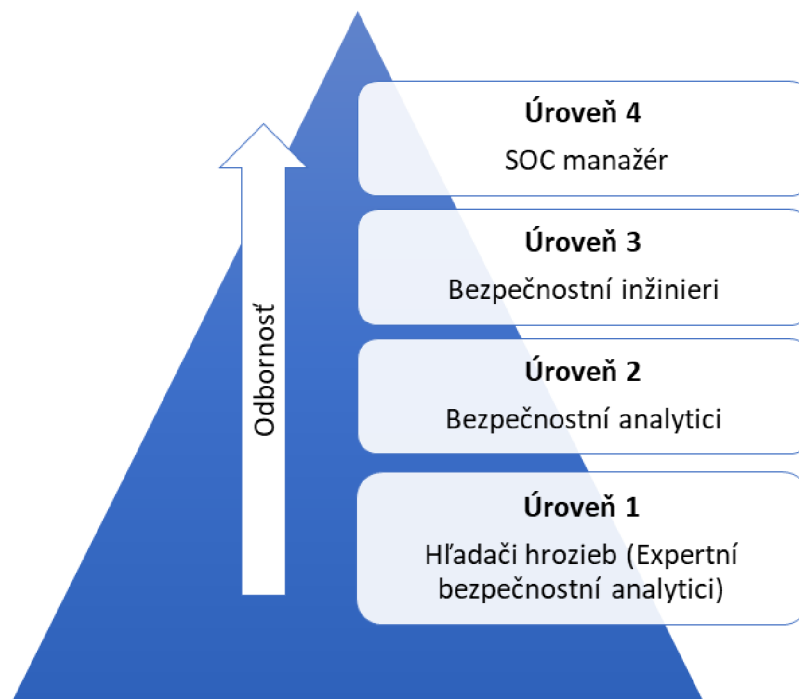 Úroveň 4
SOC manažér
Úroveň 3
Bezpečnostní inžinieri
Úroveň 2
Bezpečnostní analytici
Úroveň 1
Hľadači hrozieb (Expertní
bezpečnostní analytici)
Odbornosť